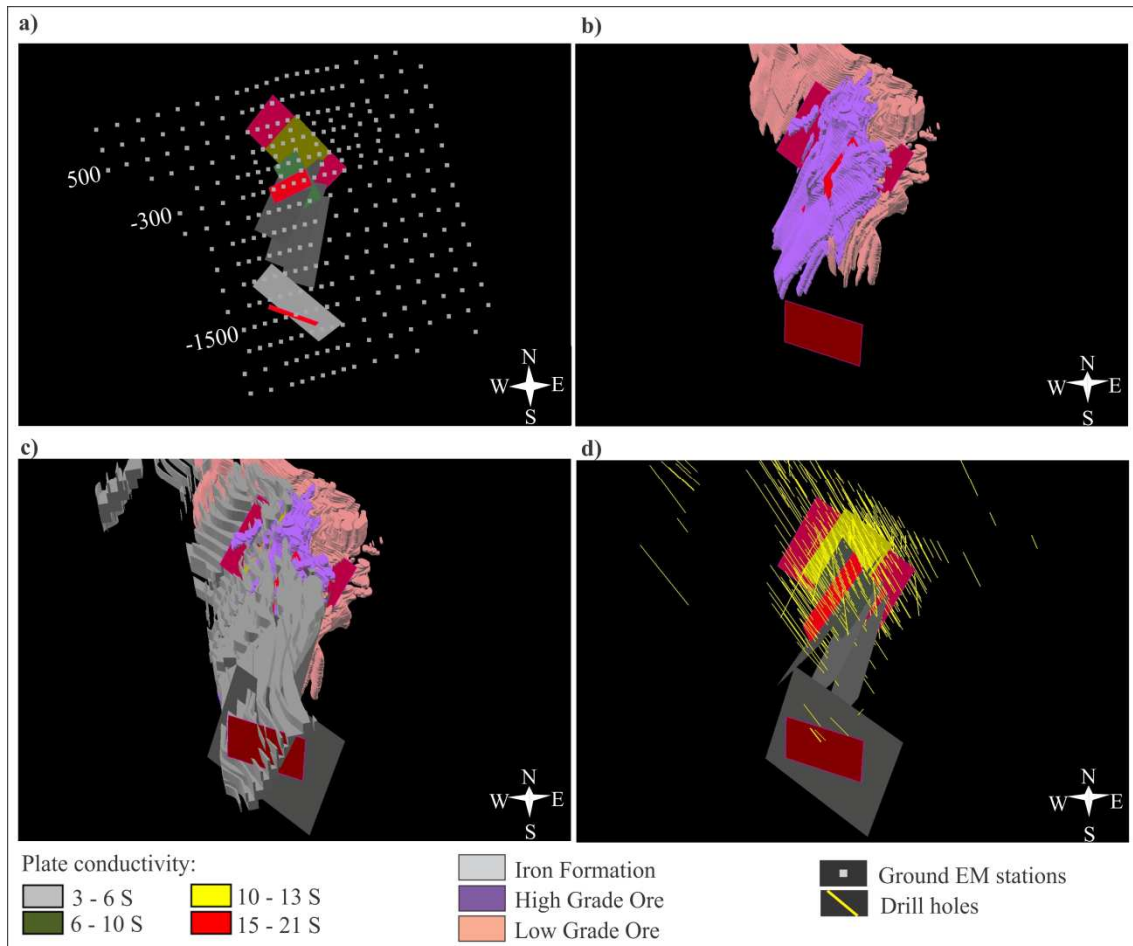 a)
b)
500
-300
-1500
N
W E
S
N
W E
S
c)
d)
N
W E
S
N
W E
S
Plate conductivity:
3 - 6 S
10 - 13 S
6 - 10 S
15 - 21 S
Iron Formation
High Grade Ore
Low Grade Ore
Ground EM stations
Drill holes